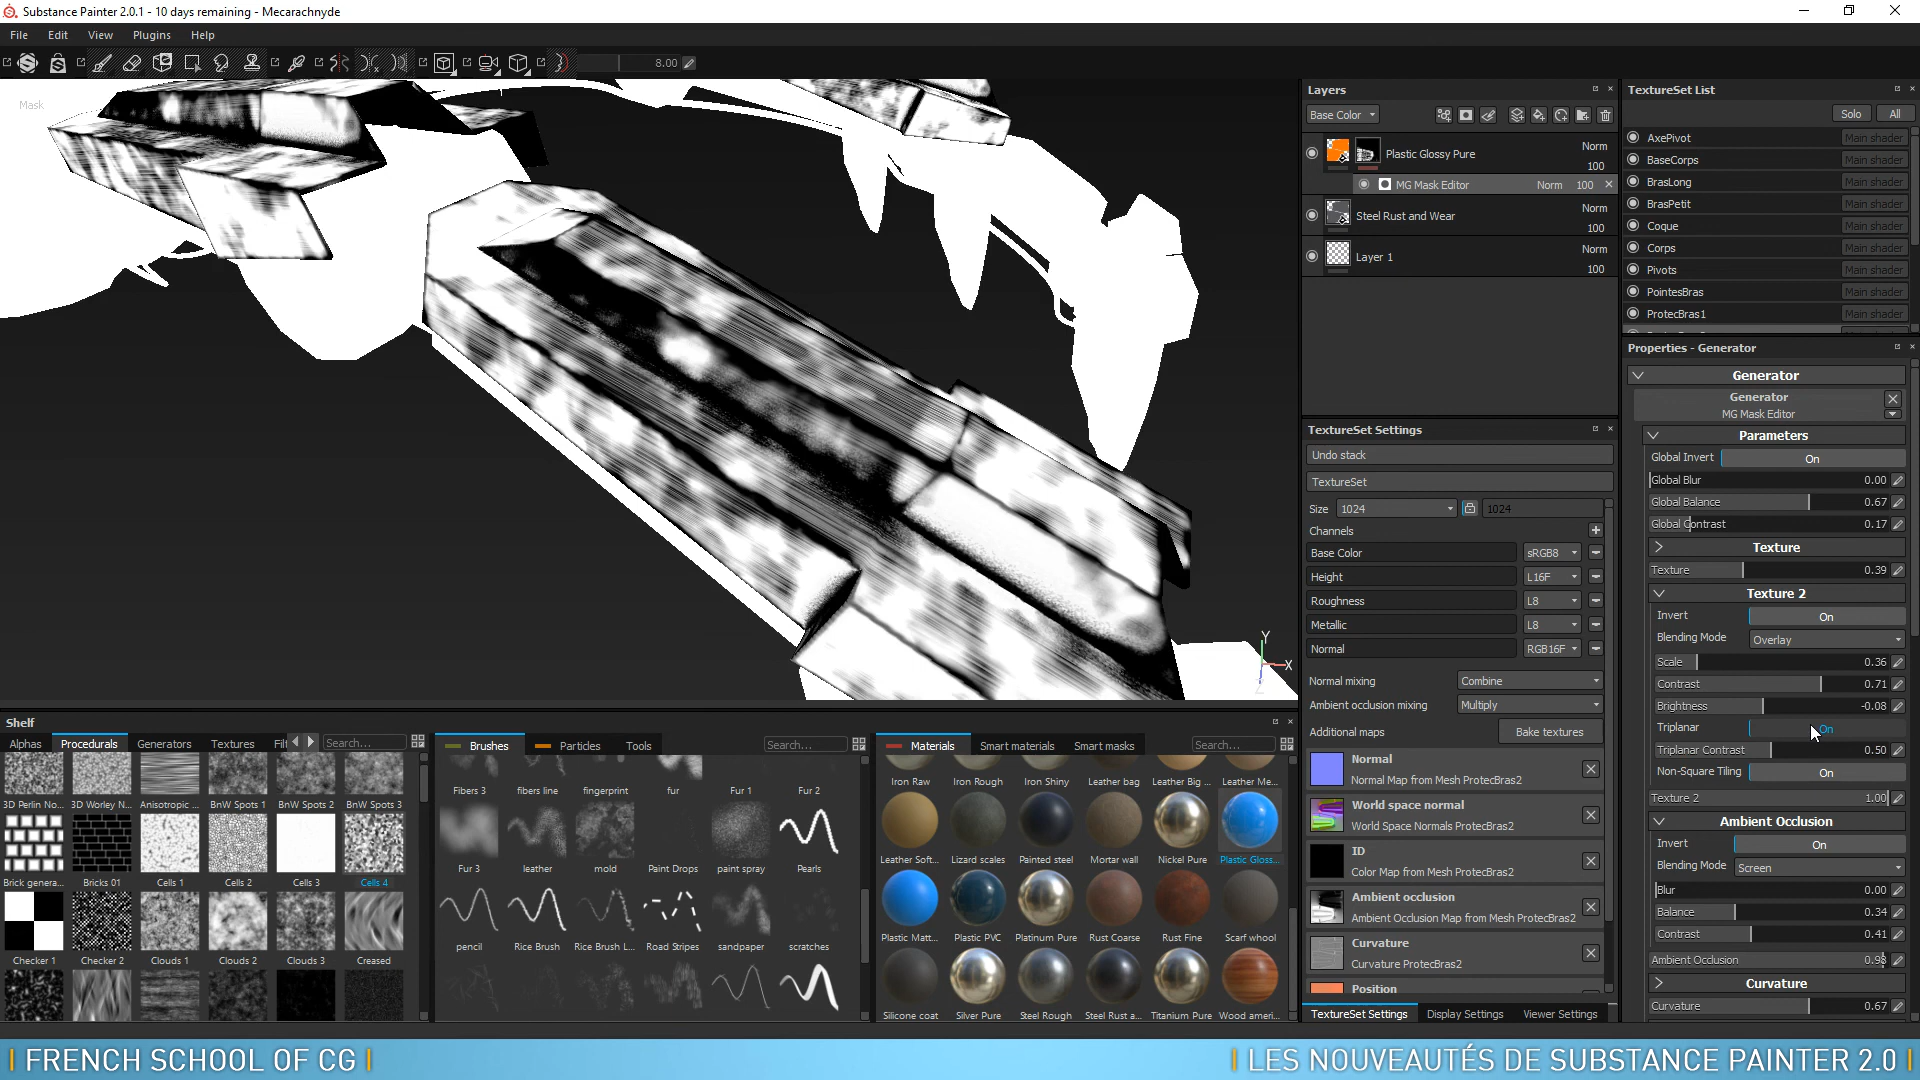 Substance Painter 2.0.1 - 10 days remaining - Mecarachnyde
File Edit View Plugins Help
8.00
Mask
Y
X
Z
Layers
Base Color
Plastic Glossy Pure Norm 100
MG Mask Editor Norm 100
Steel Rust and Wear Norm 100
Layer 1 Norm 100
TextureSet List
Solo All
AxePivot Main shader
BaseCorps Main shader
BrasLong Main shader
BrasPetit Main shader
Coque Main shader
Corps Main shader
Pivots Main shader
PointesBras Main shader
ProtecBras1 Main shader
TextureSet Settings
Undo stack
TextureSet
Size 1024 1024
Channels
Base Color sRGB8
Height L16F
Roughness L8
Metallic L8
Normal RGB16F
Normal mixing Combine
Ambient occlusion mixing Multiply
Additional maps Bake textures
Normal
Normal Map from Mesh ProtecBras2
World space normal
World Space Normals ProtecBras2
ID
Color Map from Mesh ProtecBras2
Ambient occlusion
Ambient Occlusion Map from Mesh ProtecBras2
Curvature
Curvature ProtecBras2
Position
TextureSet Settings Display Settings Viewer Settings
Properties - Generator
Generator
Generator
MG Mask Editor
Parameters
Global Invert On
Global Blur 0.00
Global Balance 0.67
Global Contrast 0.17
Texture
Texture 0.39
Texture 2
Invert On
Blending Mode Overlay
Scale 0.36
Contrast 0.71
Brightness -0.08
Triplanar On
Triplanar Contrast 0.50
Non-Square Tiling On
Texture 2 1.00
Ambient Occlusion
Invert On
Blending Mode Screen
Blur 0.00
Balance 0.34
Contrast 0.41
Ambient Occlusion 0.98
Curvature
Curvature 0.67
Shelf
Alphas Procedurals Generators Textures Fil Search...
3D Perlin No... 3D Worley N... Anisotropic ... BnW Spots 1 BnW Spots 2 BnW Spots 3
Brick genera... Bricks 01 Cells 1 Cells 2 Cells 3 Cells 4
Checker 1 Checker 2 Clouds 1 Clouds 2 Clouds 3 Creased
Brushes Particles Tools Search...
Fibers 3 fibers line fingerprint fur Fur 1 Fur 2
Fur 3 leather mold Paint Drops paint spray Pearls
pencil Rice Brush Rice Brush L... Road Stripes sandpaper scratches
Materials Smart materials Smart masks Search...
Iron Raw Iron Rough Iron Shiny Leather bag Leather Big ... Leather Me...
Leather Soft... Lizard scales Painted steel Mortar wall Nickel Pure Plastic Gloss...
Plastic Matt... Plastic PVC Platinum Pure Rust Coarse Rust Fine Scarf whool
Silicone coat Silver Pure Steel Rough Steel Rust a... Titanium Pure Wood ameri...
| FRENCH SCHOOL OF CG |
| LES NOUVEAUTÉS DE SUBSTANCE PAINTER 2.0 |